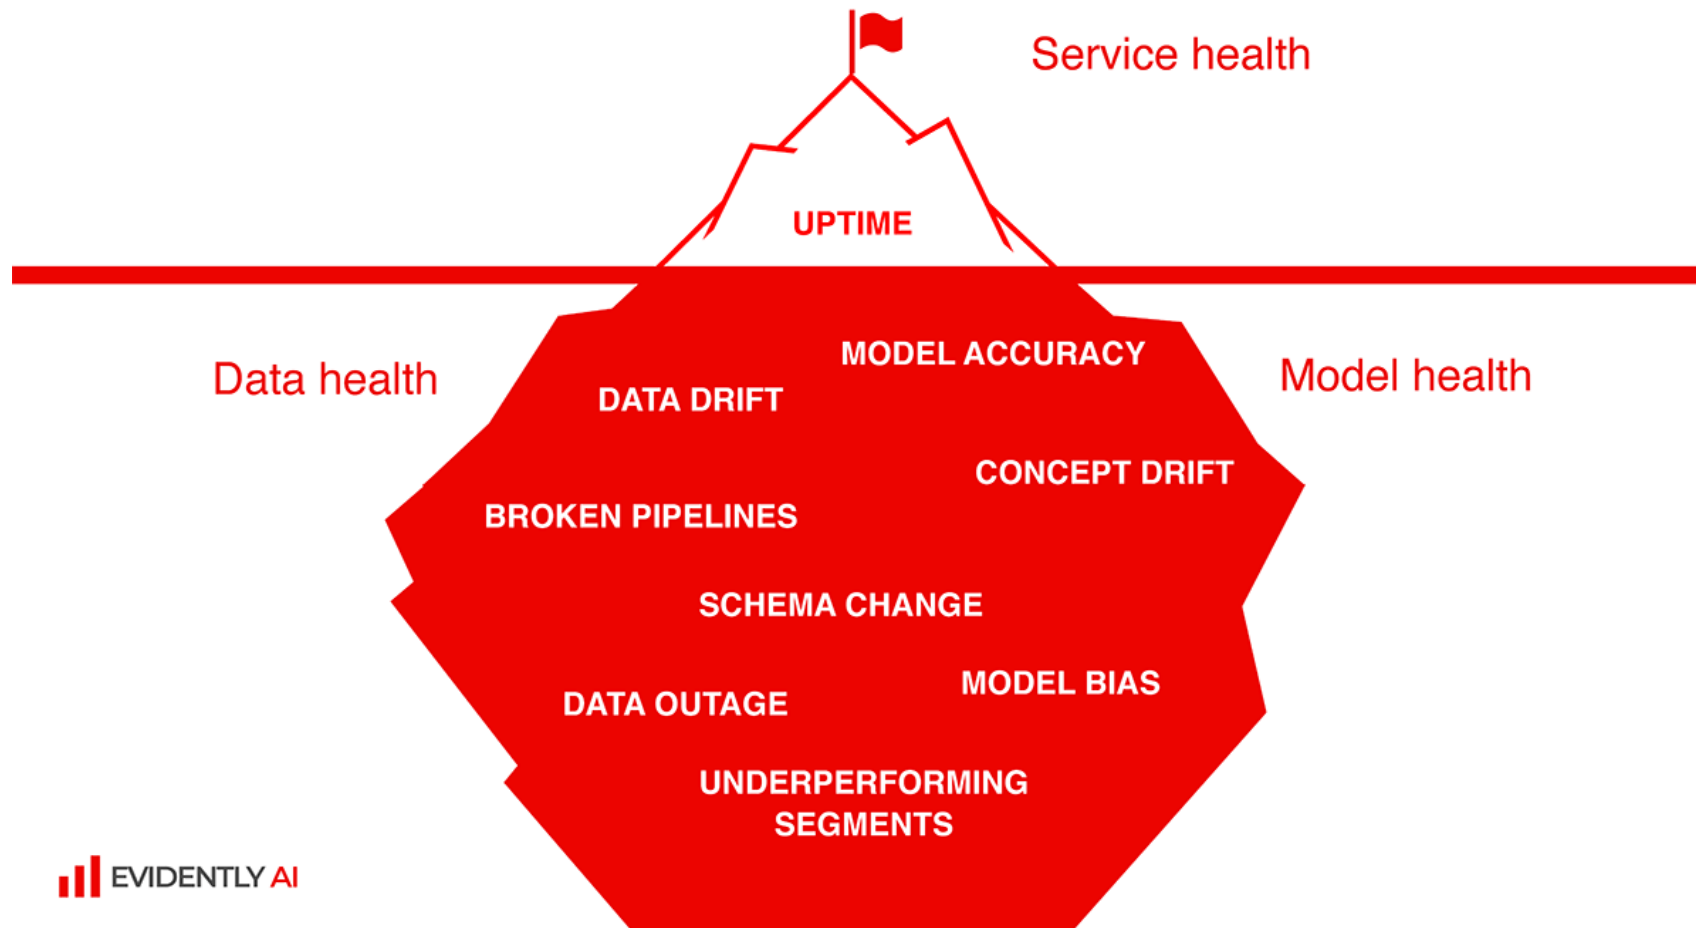 Service health
UPTIME
Data health
Model health
MODEL ACCURACY
DATA DRIFT
CONCEPT DRIFT
BROKEN PIPELINES
SCHEMA CHANGE
MODEL BIAS
DATA OUTAGE
UNDERPERFORMING
SEGMENTS
EVIDENTLY AI